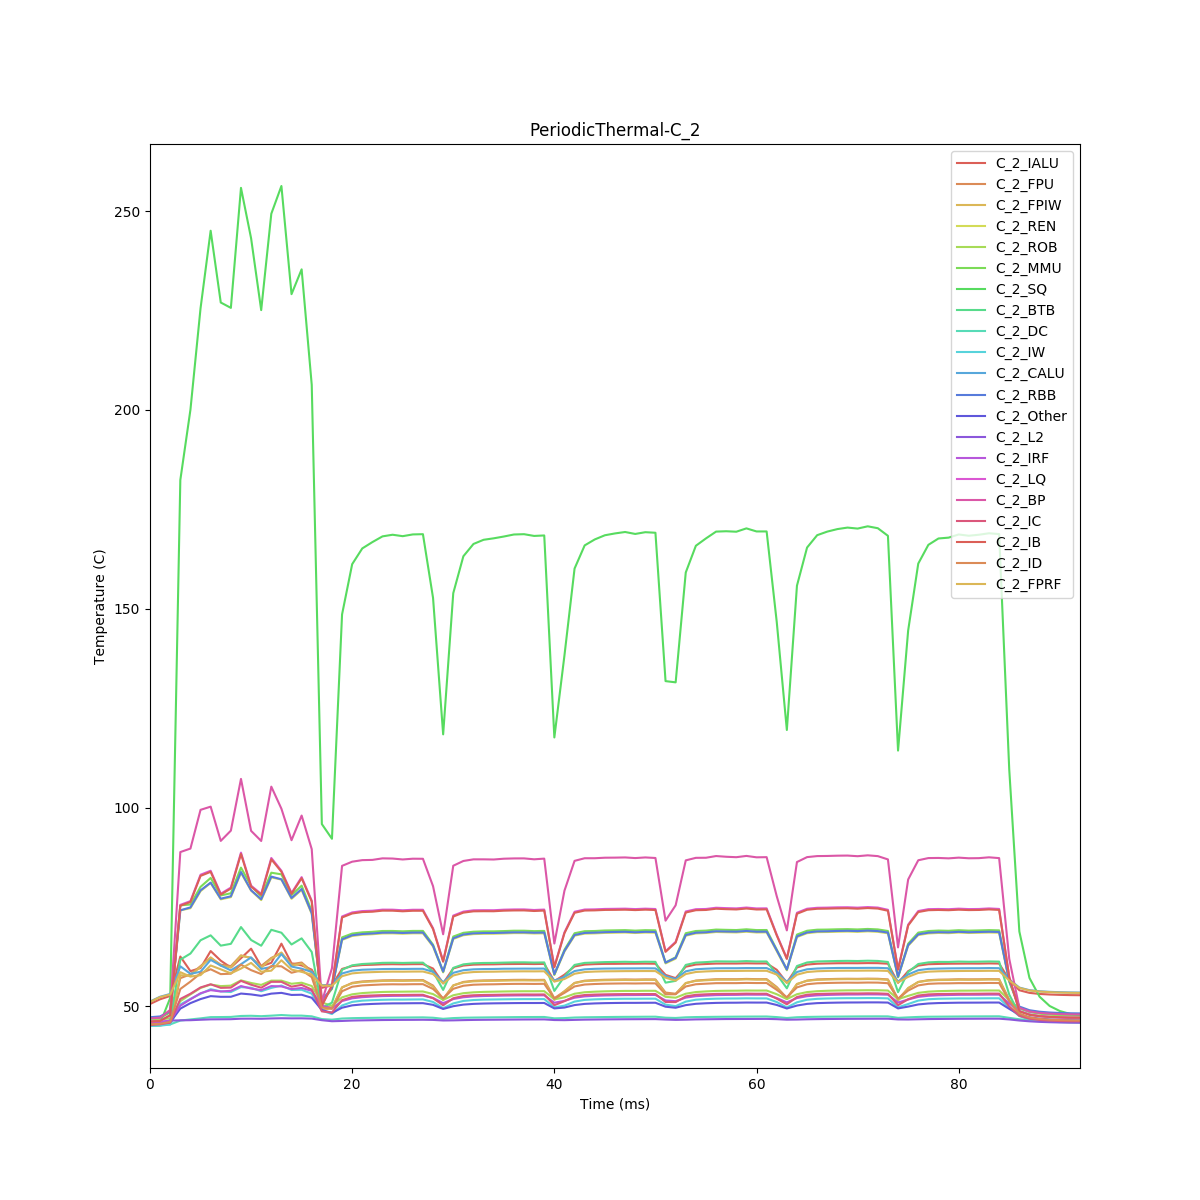 PeriodicThermal-C_2
C_2_IALU
C_2_FPU
C_2_FPIW
C_2_REN
C_2_ROB
C_2_MMU
C_2_SQ
C_2_BTB
C_2_DC
C_2_IW
C_2_CALU
C_2_RBB
C_2_Other
C_2_L2
C_2_IRF
C_2_LQ
C_2_BP
C_2_IC
C_2_IB
C_2_ID
C_2_FPRF
250
200
150
100
50
Temperature (C)
0 20 40 60 80
Time (ms)